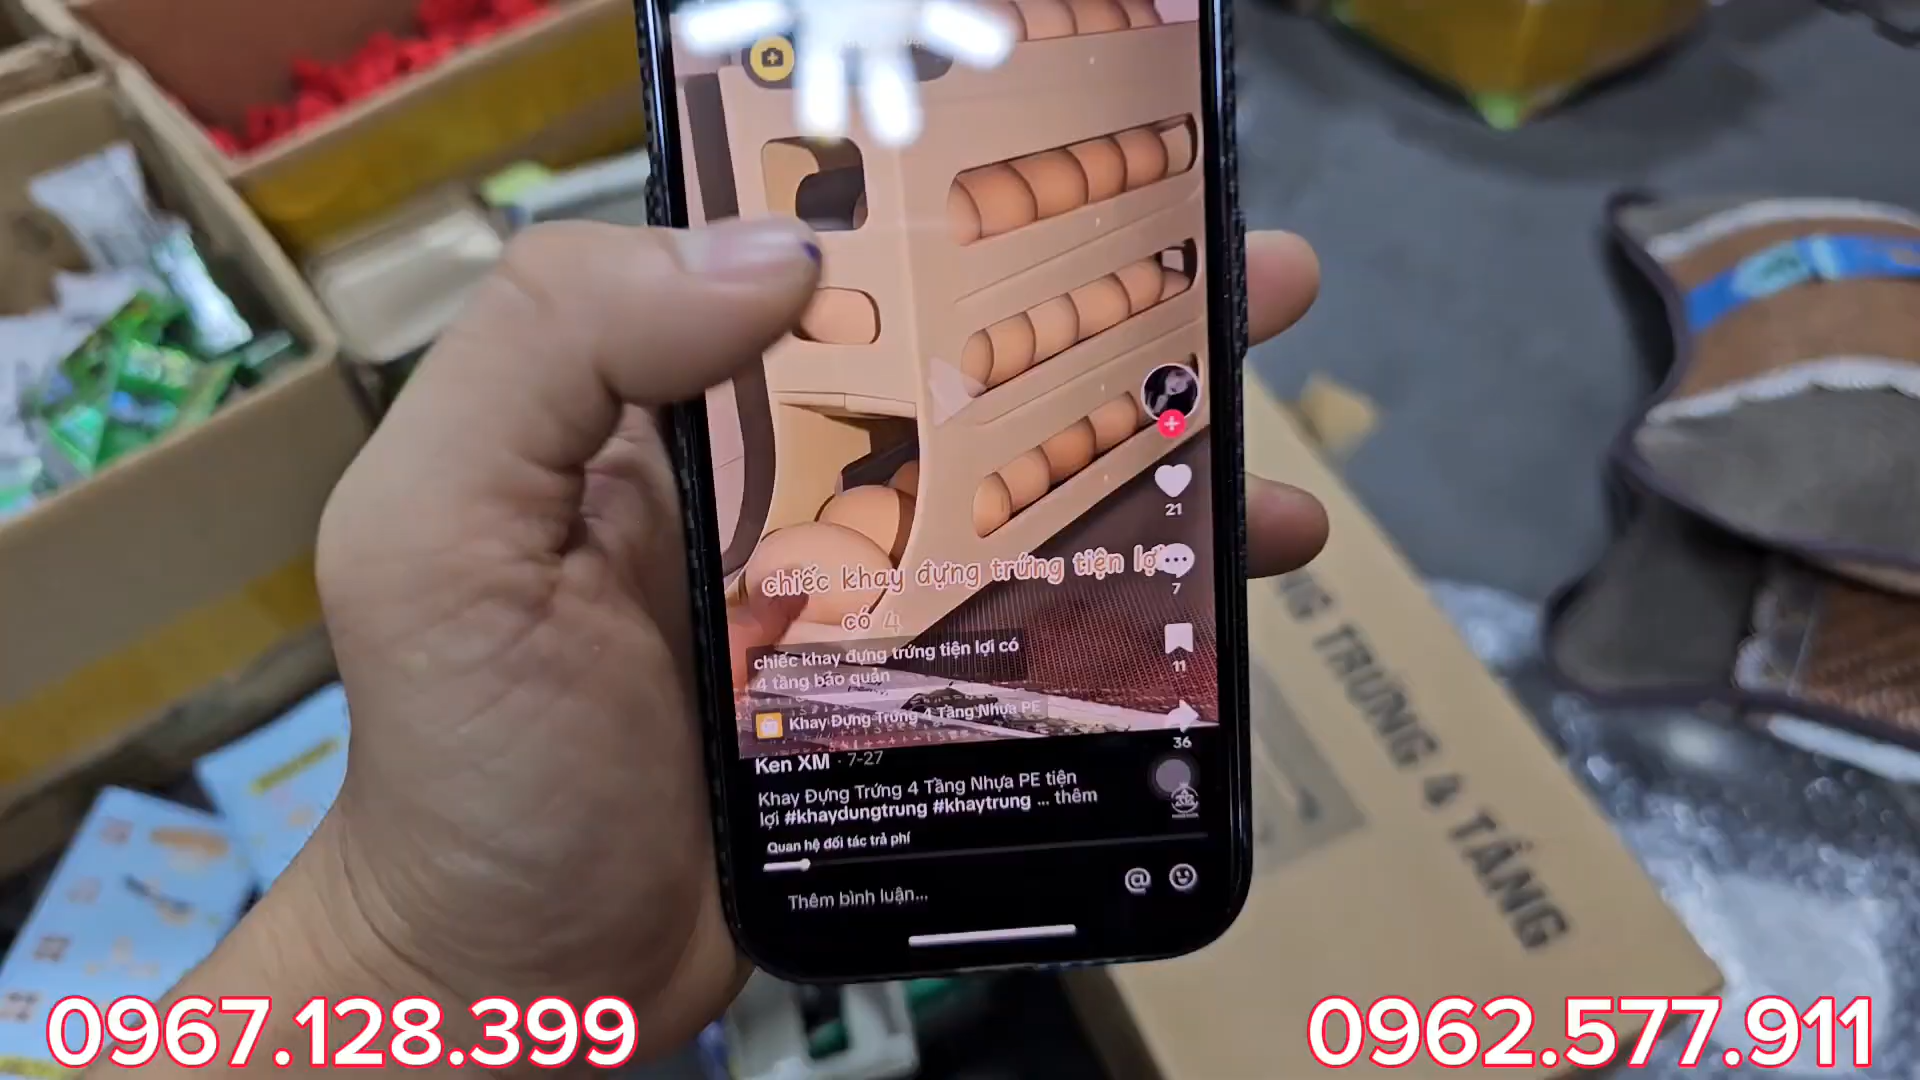 21
chiếc khay đựng trứng tiện lợi
7
có 4
chiếc khay đựng trứng tiện lợi có
4 tầng bảo quản
11
Khay Đựng Trứng 4 Tầng Nhựa PE
36
Ken XM · 7-27
Khay Đựng Trứng 4 Tầng Nhựa PE tiện
lợi #khaydungtrung #khaytrung ... thêm
Quan hệ đối tác trả phí
Thêm bình luận...
TRỨNG 4 TẦNG
0967.128.399
0962.577.911